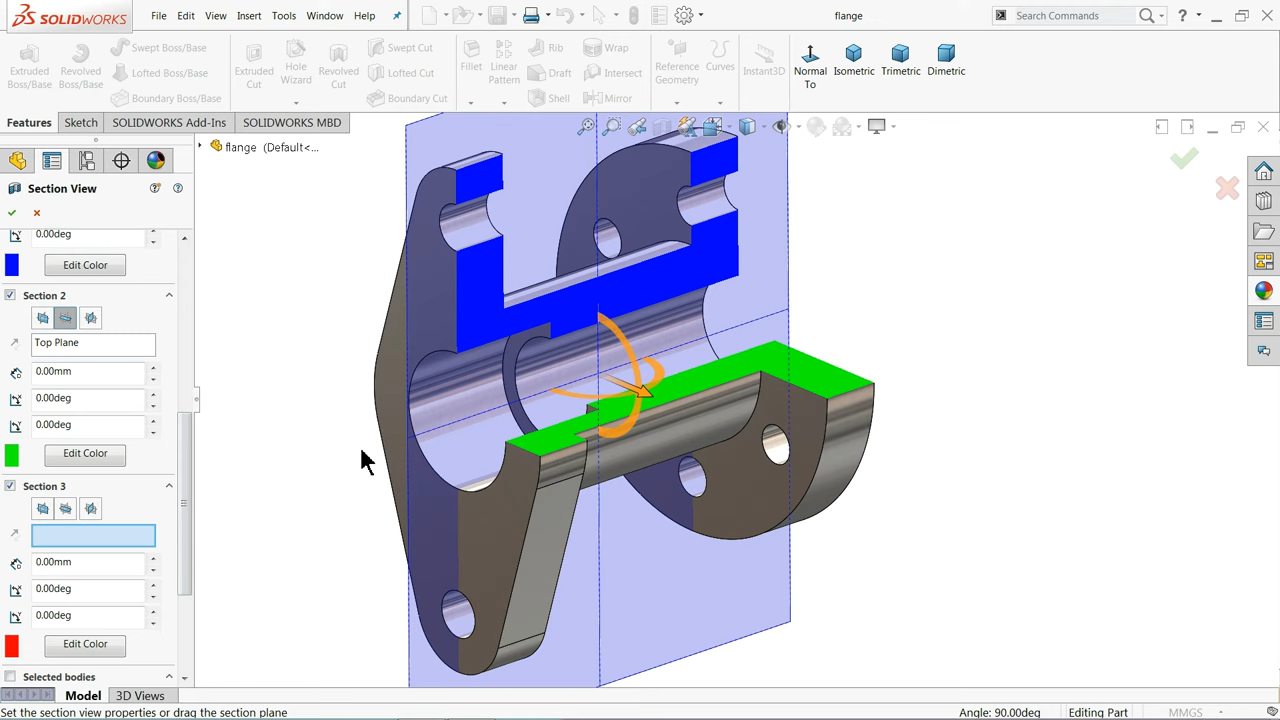 SOLIDWORKS File Edit View Insert Tools Window Help flange Search Commands ?
Extruded Boss/Base Revolved Boss/Base Swept Boss/Base Lofted Boss/Base Boundary Boss/Base Extruded Cut Hole Wizard Revolved Cut Swept Cut Lofted Cut Boundary Cut Fillet Linear Pattern Rib Draft Shell Wrap Intersect Mirror Reference Geometry Curves Instant3D Normal To Isometric Trimetric Dimetric
Features Sketch SOLIDWORKS Add-Ins SOLIDWORKS MBD
flange (Default<...
Section View
0.00deg
Edit Color
Section 2
Top Plane
0.00mm
0.00deg
0.00deg
Edit Color
Section 3
0.00mm
0.00deg
0.00deg
Edit Color
Selected bodies
Model 3D Views
Set the section view properties or drag the section plane Angle: 90.00deg Editing Part MMGS